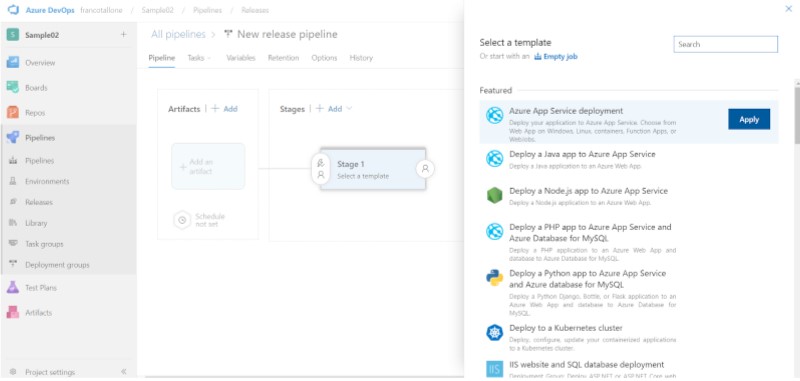 Azure DevOps francotallone / Sample02 / Pipelines / Releases
S Sample02 +
Overview
Boards
Repos
Pipelines
Pipelines
Environments
Releases
Library
Task groups
Deployment groups
Test Plans
Artifacts
Project settings
All pipelines > New release pipeline
Pipeline Tasks Variables Retention Options History
Artifacts | + Add
+ Add an
artifact
Schedule
not set
Stages | + Add
Stage 1
Select a template
Select a template
Or start with an Empty job
Search
Featured
Azure App Service deployment
Deploy your application to Azure App Service. Choose from
Web App on Windows, Linux, containers, Function Apps, or
WebJobs.
Apply
Deploy a Java app to Azure App Service
Deploy a Java application to an Azure Web App.
Deploy a Node.js app to Azure App Service
Deploy a Node.js application to an Azure Web App.
Deploy a PHP app to Azure App Service and
Azure Database for MySQL
Deploy a PHP application to an Azure Web App and
database to Azure Database for MySQL.
Deploy a Python app to Azure App Service
and Azure database for MySQL
Deploy a Python Django, Bottle, or Flask application to an
Azure Web App and database to Azure Database for
MySQL.
Deploy to a Kubernetes cluster
Deploy, configure, update your containerized applications
to a Kubernetes cluster.
IIS website and SQL database deployment
Deployment Group: Deploy ASP.NET or ASP.NET Core web